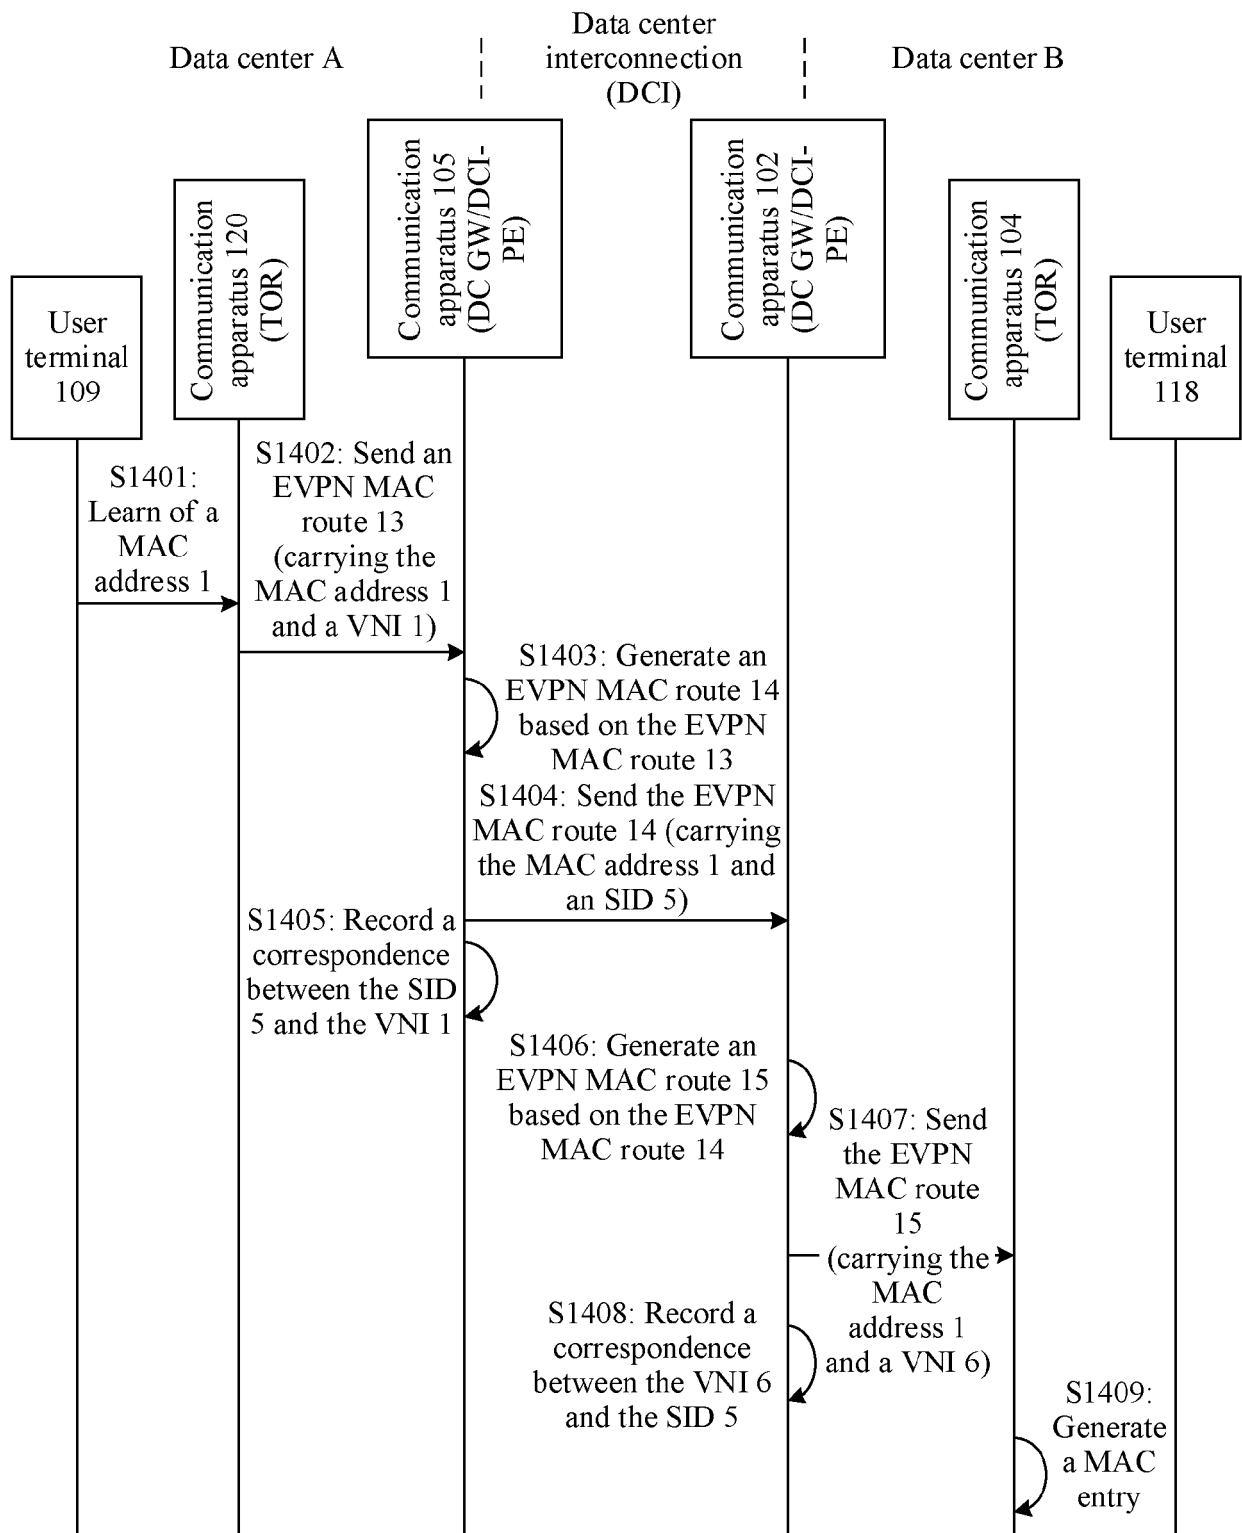 Data center A
Data center
interconnection
(DCI)
Data center B
User
terminal
109
Communication
apparatus 120
(TOR)
Communication
apparatus 105
(DC GW/DCI-
PE)
Communication
apparatus 102
(DC GW/DCI-
PE)
Communication
apparatus 104
(TOR)
User
terminal
118
S1401:
Learn of a
MAC
address 1
S1402: Send an
EVPN MAC
route 13
(carrying the
MAC address 1
and a VNI 1)
S1403: Generate an
EVPN MAC route 14
based on the EVPN
MAC route 13
S1404: Send the EVPN
MAC route 14 (carrying
the MAC address 1 and
an SID 5)
S1405: Record a
correspondence
between the SID
5 and the VNI 1
S1406: Generate an
EVPN MAC route 15
based on the EVPN
MAC route 14
S1407: Send
the EVPN
MAC route
15
(carrying the
MAC
address 1
and a VNI 6)
S1408: Record a
correspondence
between the VNI 6
and the SID 5
S1409:
Generate
a MAC
entry